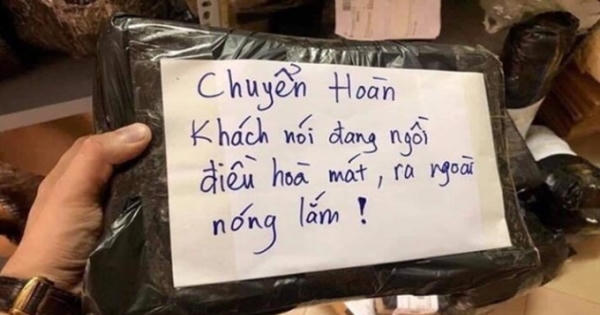 Chuyển Hoàn
Khách nói đang ngồi
điều hoà mát, ra ngoài
nóng lắm !